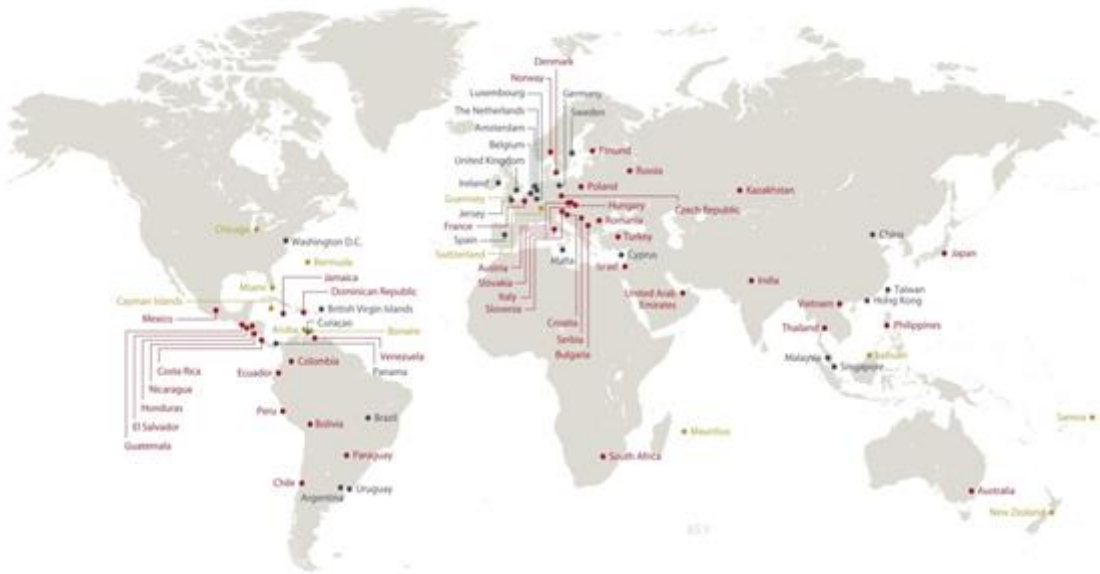 Denmark
Norway
Luxembourg
Germany
The Netherlands
Sweden
Amsterdam
Belgium
United Kingdom
Ireland
Guernsey
Jersey
France
Spain
Switzerland
Austria
Slovakia
Italy
Slovenia
Poland
Russia
Hungary
Czech Republic
Romania
Turkey
Malta
Cyprus
Israel
Croatia
Serbia
Bulgaria
Kazakhstan
China
Japan
India
United Arab
Emirates
Taiwan
Hong Kong
Vietnam
Thailand
Philippines
Malaysia
Singapore
Chicago
Washington D.C.
Bermuda
Miami
Jamaica
Dominican Republic
Cayman Islands
British Virgin Islands
Mexico
Curaçao
Aruba
Bonaire
Venezuela
Panama
Costa Rica
Nicaragua
Honduras
El Salvador
Guatemala
Colombia
Ecuador
Peru
Brazil
Bolivia
Paraguay
Chile
Argentina
Uruguay
Mauritius
South Africa
Samoa
Australia
New Zealand